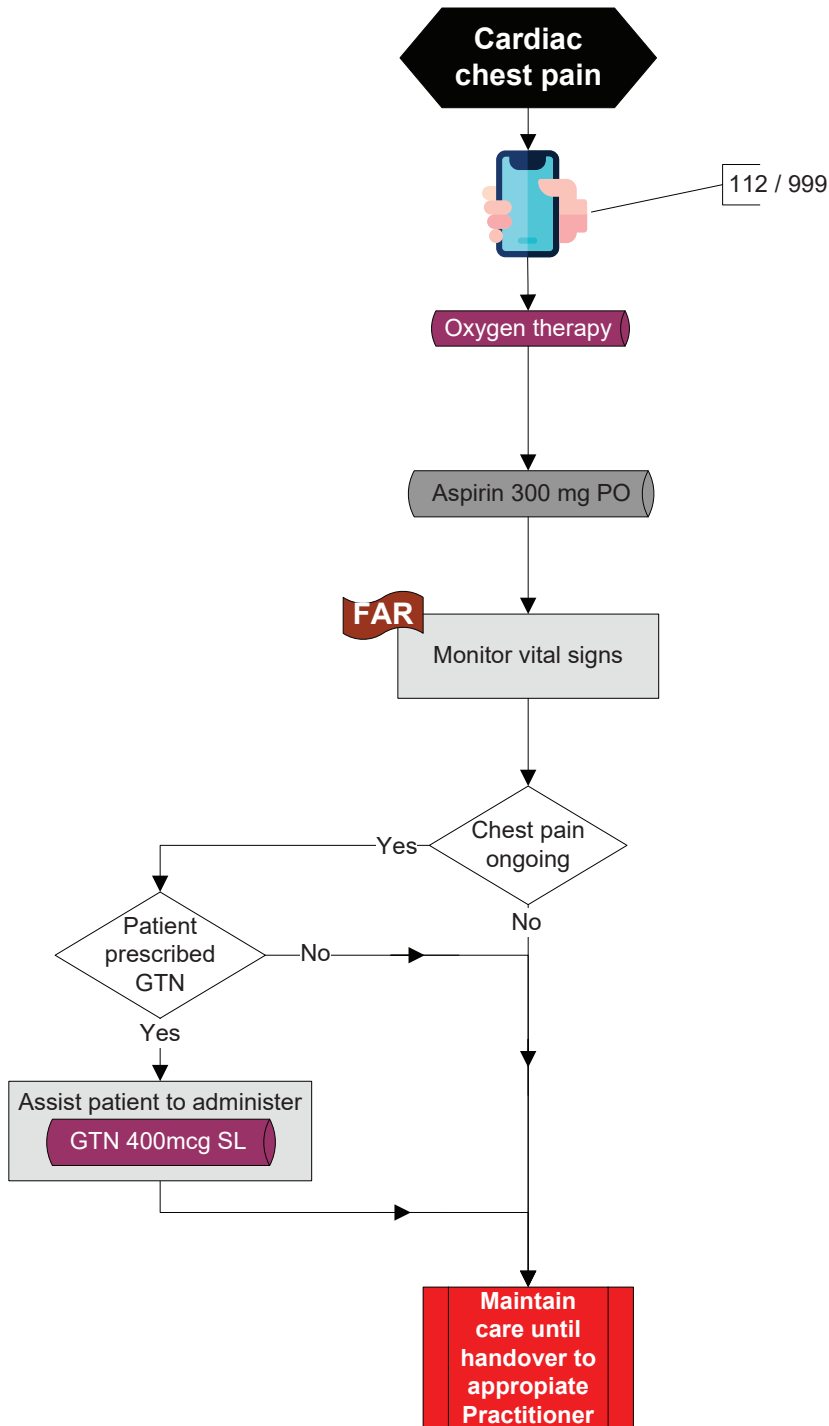 Cardiac
chest pain
112 / 999
Oxygen therapy
Aspirin 300 mg PO
FAR
Monitor vital signs
Chest pain
ongoing
Yes
No
Patient
prescribed
GTN
No
Yes
Assist patient to administer
GTN 400mcg SL
Maintain
care until
handover to
appropiate
Practitioner